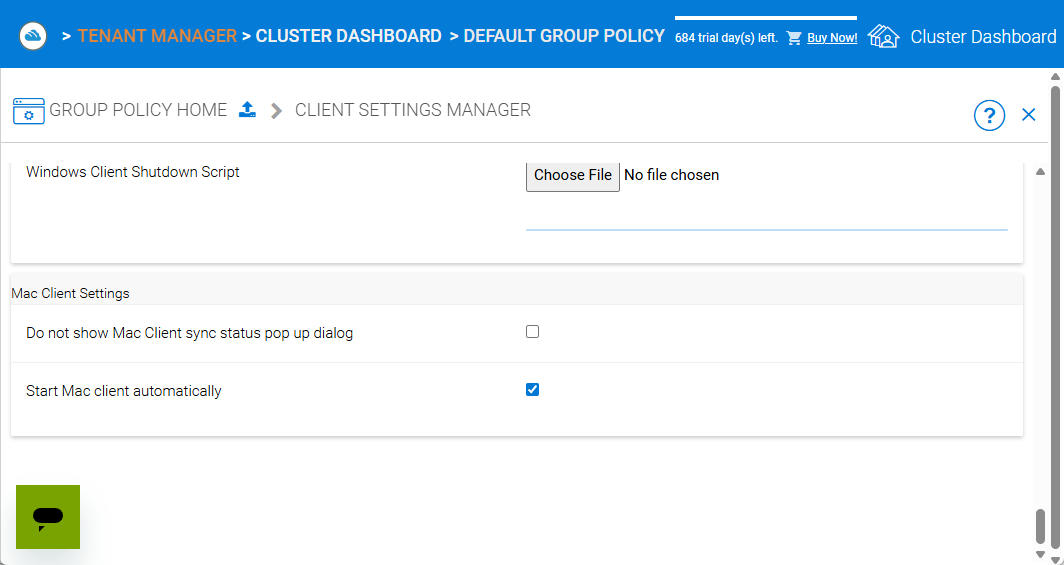 > TENANT MANAGER > CLUSTER DASHBOARD > DEFAULT GROUP POLICY 684 trial day(s) left. Buy Now! Cluster Dashboard
GROUP POLICY HOME CLIENT SETTINGS MANAGER ?
Windows Client Shutdown Script Choose File No file chosen
Mac Client Settings
Do not show Mac Client sync status pop up dialog
Start Mac client automatically